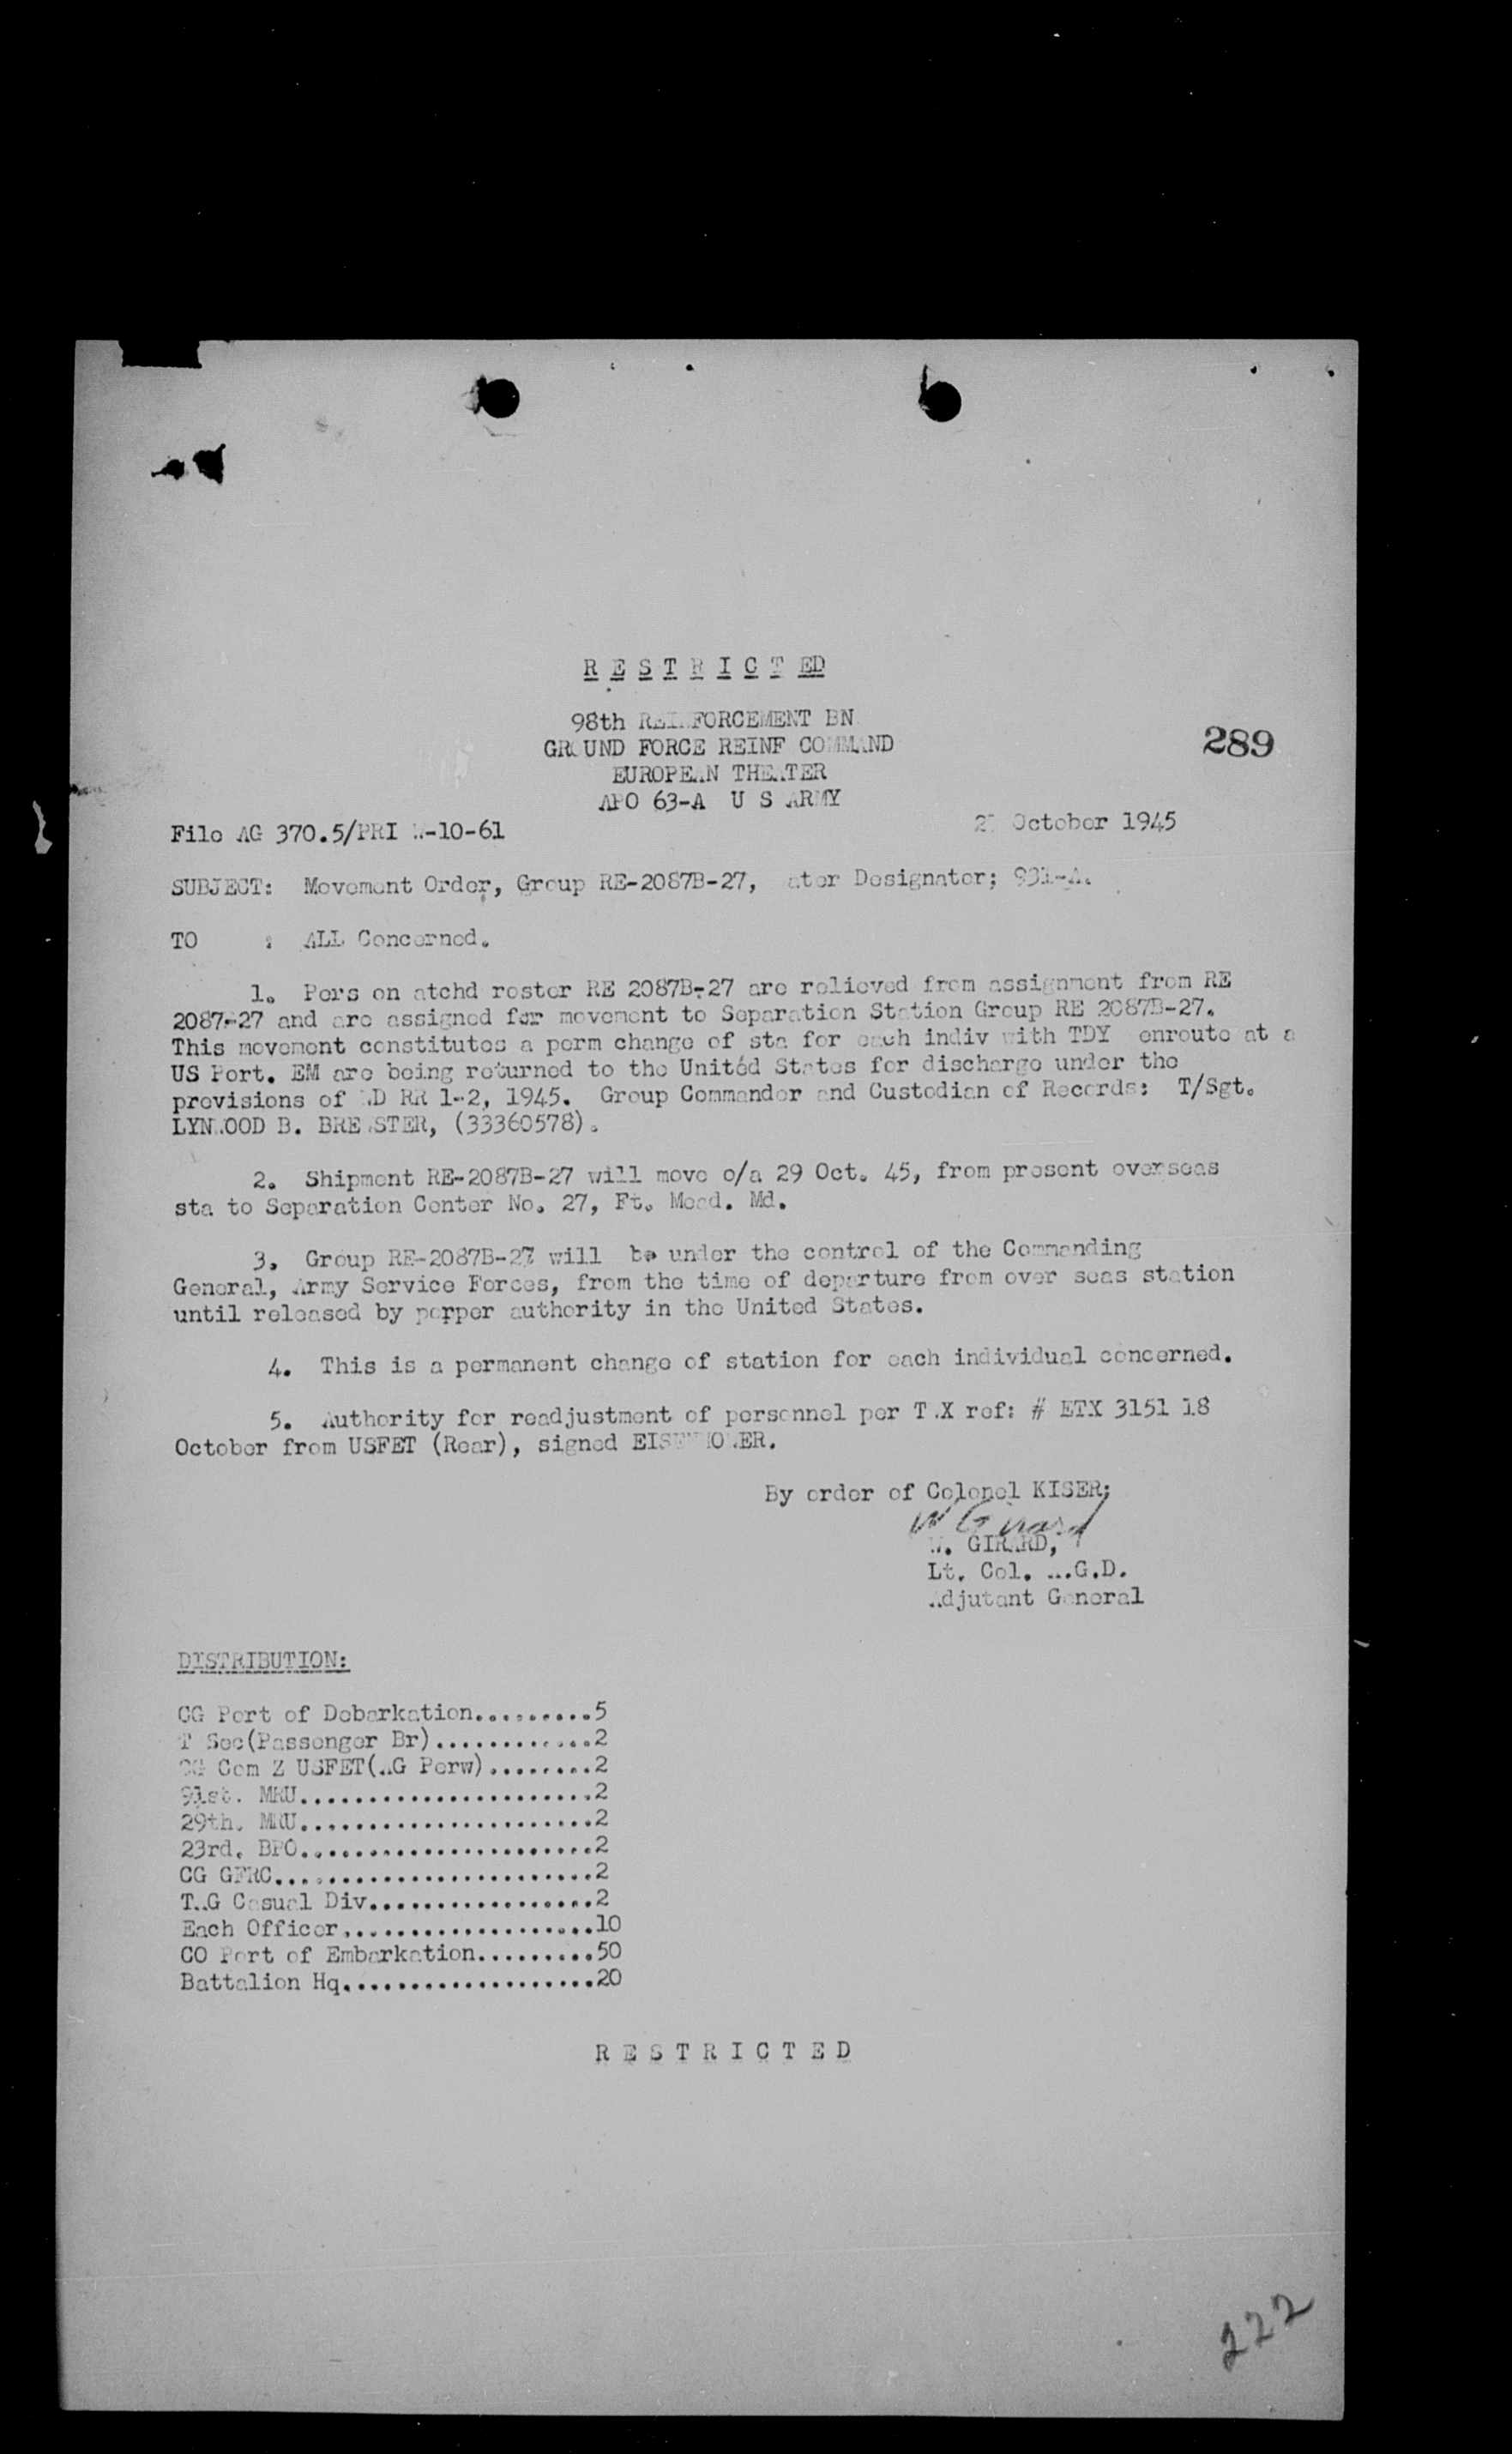 R E S T R I C T ED
98th REINFORCEMENT BN
GROUND FORCE REINF COMMAND
289
EUROPEAN THEATER
APO 63-A U S ARMY
File AG 370.5/PRI -10-61
October 1945
SUBJECT: Movement Order, Group RE-2087B-27, Designator;
TO : ALL Concerned.
1. Pers on atchd roster RE 2087B-27 are relieved from assignment from RE
2087-27 and are assigned for movement to Separation Station Group RE 2087B-27.
This movement constitutes a perm change of sta for each indiv with TDY enroute at a
US Port. EM are being returned to the United States for discharge under the
provisions of WD RR 1-2, 1945. Group Commander and Custodian of Records: T/Sgt.
LYNWOOD B. BREWSTER, (33360578).
2. Shipment RE-2087B-27 will move o/a 29 Oct. 45, from present overseas
sta to Separation Center No. 27, Ft. Mead. Md.
3. Group RE-2087B-27 will be under the control of the Commanding
General, Army Service Forces, from the time of departure from over seas station
until released by porper authority in the United States.
4. This is a permanent change of station for each individual concerned.
5. Authority for readjustment of personnel per TWX ref: # ETX 3151 18
October from USFET (Rear), signed EISENHOWER.
By order of Colonel KISER;
W Girard
W. GIRARD,
Lt. Col. A.G.D.
Adjutant General
DISTRIBUTION:
CG Port of Debarkation.........5
T Sec(Passenger Br)............2
CG Com Z USFET(AG Perw)........2
91st. MRU......................2
29th. MRU......................2
23rd. BPO......................2
CG GFRC........................2
TAG Casual Div.................2
Each Officer...................10
CO Port of Embarkation.........50
Battalion Hq...................20
R E S T R I C T E D
222